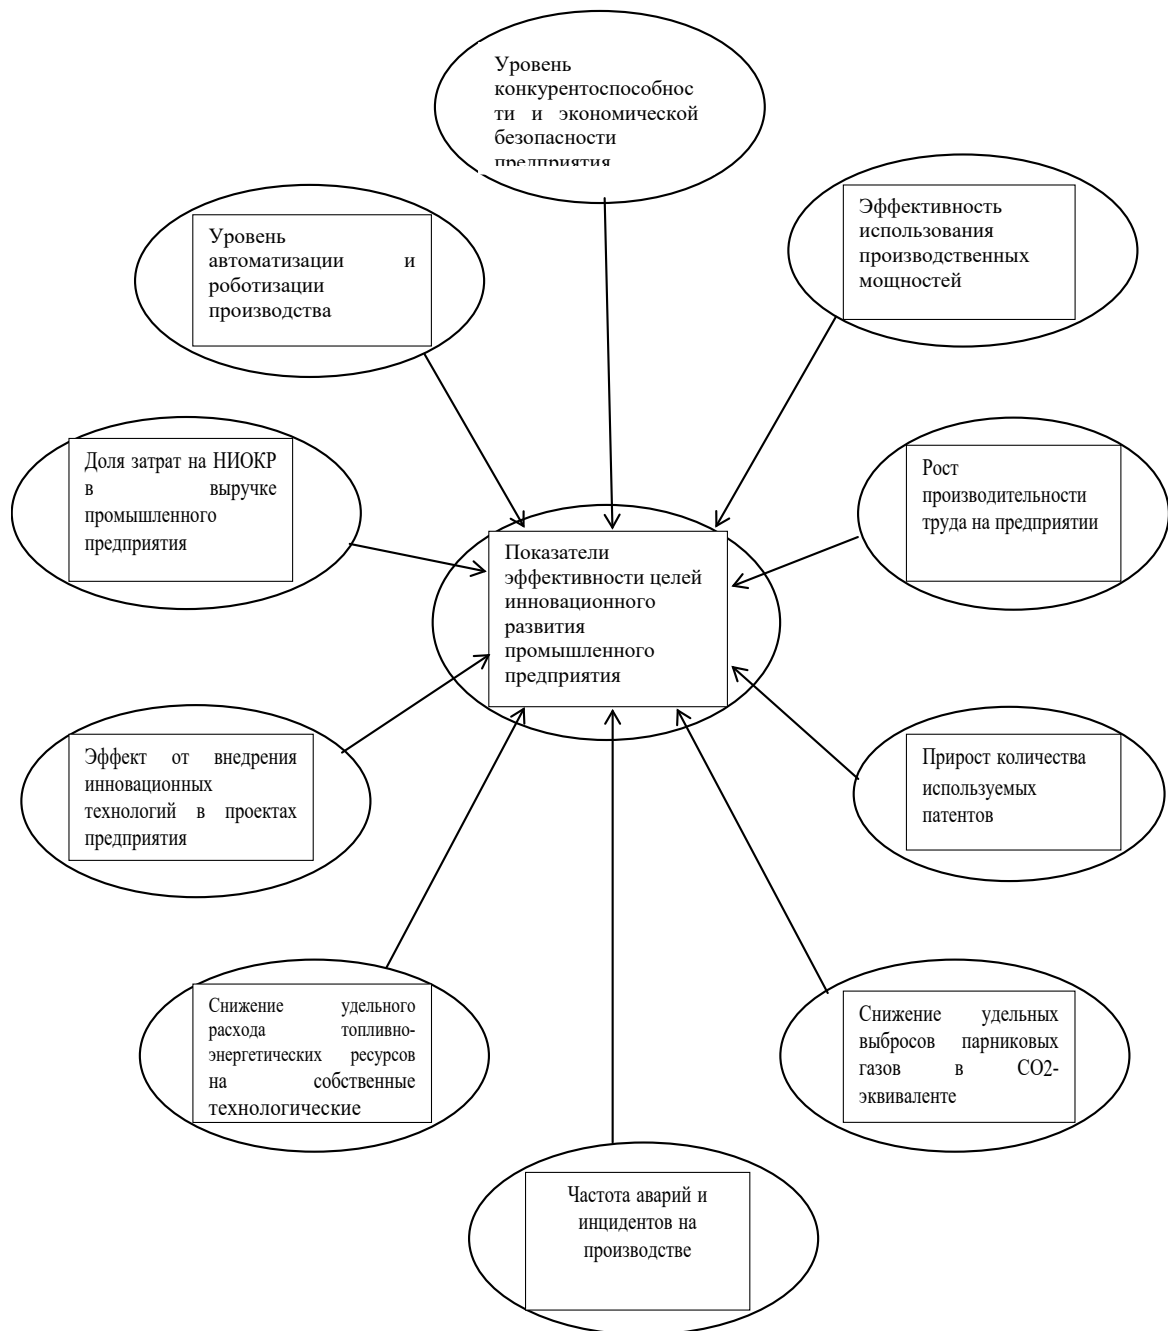 Уровень
конкурентоспособнос
ти и экономической
безопасности
предприятия
Эффективность
использования
производственных
мощностей
Уровень
автоматизации и
роботизации
производства
Доля затрат на НИОКР
в выручке
промышленного
предприятия
Рост
производительности
труда на предприятии
Показатели
эффективности целей
инновационного
развития
промышленного
предприятия
Эффект от внедрения
инновационных
технологий в проектах
предприятия
Прирост количества
используемых
патентов
Снижение удельного
расхода топливно-
энергетических ресурсов
на собственные
технологические
Снижение удельных
выбросов парниковых
газов в СО2-
эквиваленте
Частота аварий и
инцидентов на
производстве